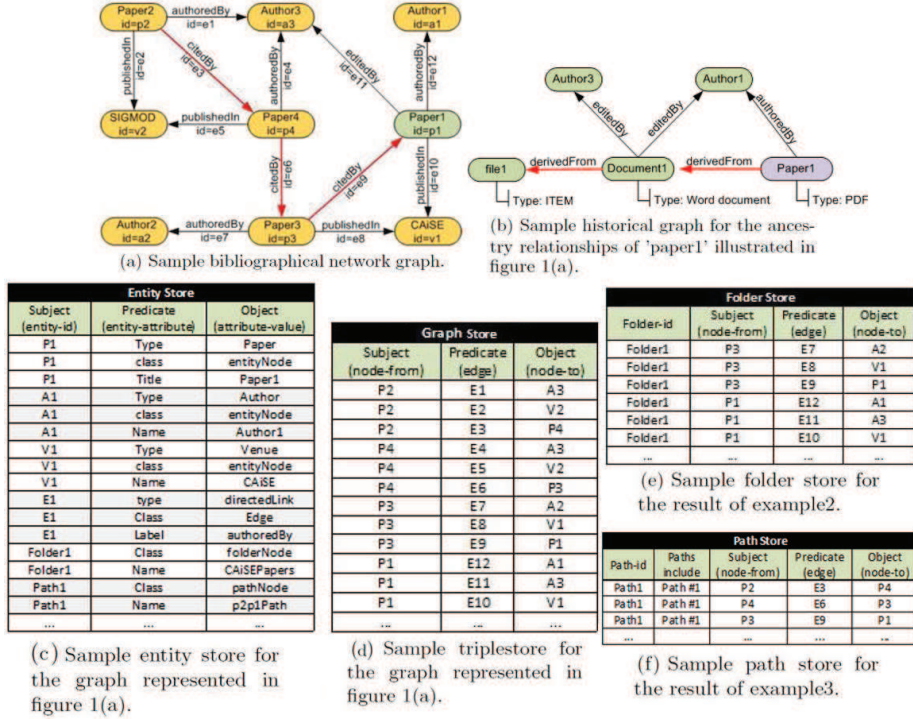 Paper2
id=p2
authoredBy
id=e1
Author3
id=a3
Author1
id=a1
publishedIn
id=e2
citedBy
id=e3
authoredBy
id=e4
editedBy
id=e11
authoredBy
id=e12
SIGMOD
id=v2
publishedIn
id=e5
Paper4
id=p4
Paper1
id=p1
citedBy
id=e6
citedBy
id=e9
publishedIn
id=e10
Author2
id=a2
authoredBy
id=e7
Paper3
id=p3
publishedIn
id=e8
CAiSE
id=v1
(a) Sample bibliographical network graph.
Author3
Author1
editedBy
editedBy
authoredBy
file1
derivedFrom
Document1
derivedFrom
Paper1
Type: ITEM
Type: Word document
Type: PDF
(b) Sample historical graph for the ances-
try relationships of 'paper1' illustrated in
figure 1(a).
Entity Store
Subject (entity-id) Predicate (entity-attribute) Object (attribute-value)
P1 Type Paper
P1 class entityNode
P1 Title Paper1
A1 Type Author
A1 class entityNode
A1 Name Author1
V1 Type Venue
V1 class entityNode
V1 Name CAiSE
E1 type directedLink
E1 Class Edge
E1 Label authoredBy
Folder1 Class folderNode
Folder1 Name CAiSEPapers
Path1 Class pathNode
Path1 Name p2p1Path
... ... ...
(c) Sample entity store for
the graph represented in
figure 1(a).
Graph Store
Subject (node-from) Predicate (edge) Object (node-to)
P2 E1 A3
P2 E2 V2
P2 E3 P4
P4 E4 A3
P4 E5 V2
P4 E6 P3
P3 E7 A2
P3 E8 V1
P3 E9 P1
P1 E12 A1
P1 E11 A3
P1 E10 V1
... ... ...
(d) Sample triplestore for
the graph represented in
figure 1(a).
Folder Store
Folder-id Subject (node-from) Predicate (edge) Object (node-to)
Folder1 P3 E7 A2
Folder1 P3 E8 V1
Folder1 P3 E9 P1
Folder1 P1 E12 A1
Folder1 P1 E11 A3
Folder1 P1 E10 V1
... ... ... ...
(e) Sample folder store for
the result of example2.
Path Store
Path-id Paths include Subject (node-from) Predicate (edge) Object (node-to)
Path1 Path #1 P2 E3 P4
Path1 Path #1 P4 E6 P3
Path1 Path #1 P3 E9 P1
... ... ... ...
(f) Sample path store for
the result of example3.